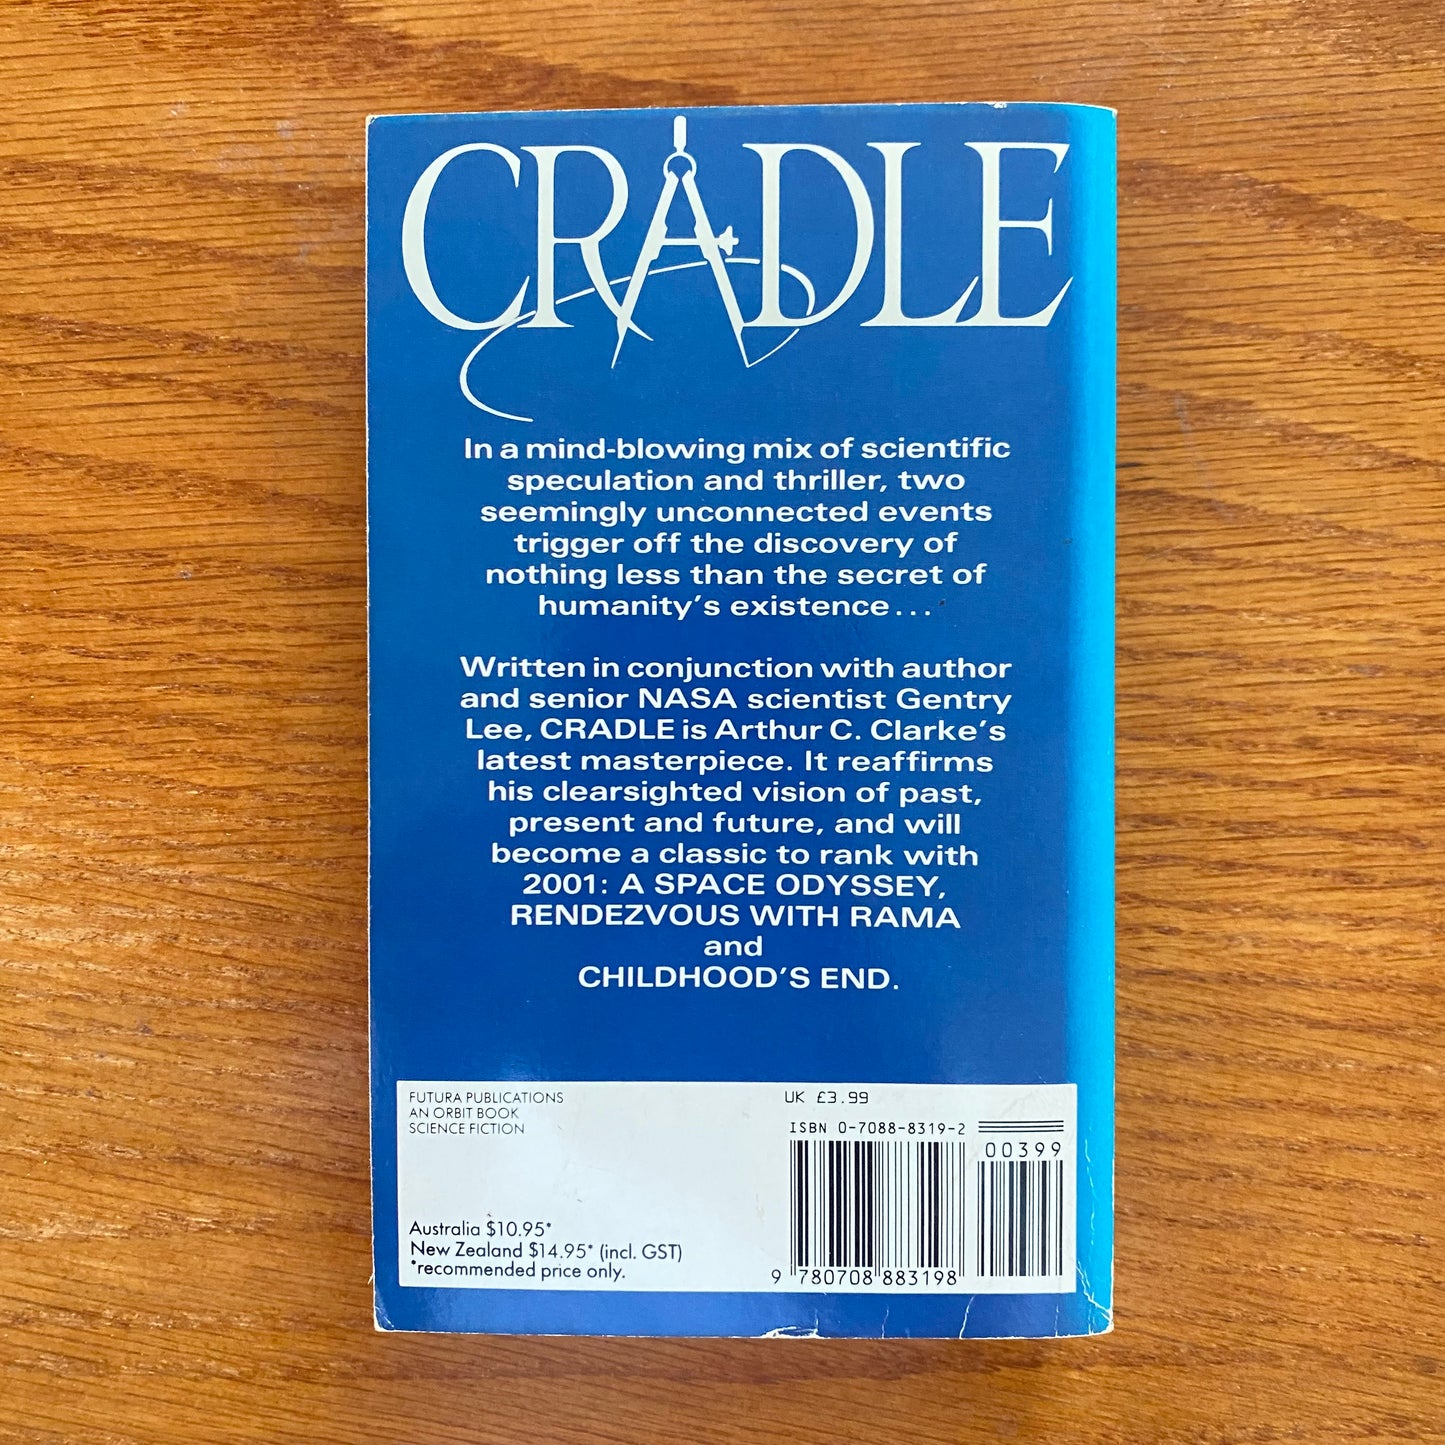 CRADLE
In a mind-blowing mix of scientific
speculation and thriller, two
seemingly unconnected events
trigger off the discovery of
nothing less than the secret of
humanity's existence...
Written in conjunction with author
and senior NASA scientist Gentry
Lee, CRADLE is Arthur C. Clarke's
latest masterpiece. It reaffirms
his clearsighted vision of past,
present and future, and will
become a classic to rank with
2001: A SPACE ODYSSEY,
RENDEZVOUS WITH RAMA
and
CHILDHOOD'S END.
FUTURA PUBLICATIONS
AN ORBIT BOOK
SCIENCE FICTION
UK £3.99
ISBN 0-7088-8319-2
00399
Australia $10.95*
New Zealand $14.95* (incl. GST)
*recommended price only.
9 780708 883198